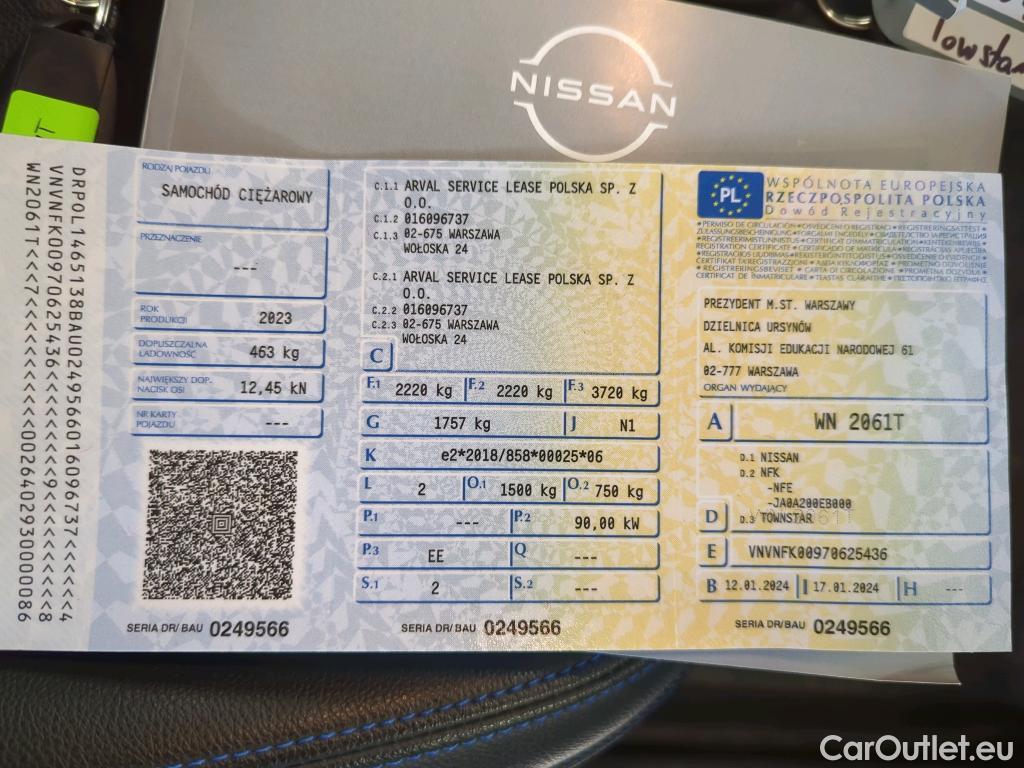 Townstar
NISSAN
DRPOL1465138BAU0249566016096737<<<<<4
VNVNFK00970625436<<<<<<<9<<<<<<<<<<<8
WN2061T<<<7<<<<<<<<<0026402930000086
RODZAJ POJAZDU
SAMOCHÓD CIĘŻAROWY
PRZEZNACZENIE
---
ROK PRODUKCJI 2023
DOPUSZCZALNA ŁADOWNOŚĆ 463 kg
NAJWIĘKSZY DOP. NACISK OSI 12,45 kN
NR KARTY POJAZDU ---
SERIA DR/BAU 0249566
C.1.1 ARVAL SERVICE LEASE POLSKA SP. Z
O.O.
C.1.2 016096737
C.1.3 02-675 WARSZAWA
WOŁOSKA 24
C.2.1 ARVAL SERVICE LEASE POLSKA SP. Z
O.O.
C.2.2 016096737
C.2.3 02-675 WARSZAWA
WOŁOSKA 24
C
F.1 2220 kg F.2 2220 kg F.3 3720 kg
G 1757 kg J N1
K e2*2018/858*00025*06
L 2 O.1 1500 kg O.2 750 kg
P.1 --- P.2 90,00 kW
P.3 EE Q ---
S.1 2 S.2 ---
SERIA DR/BAU 0249566
PL
WSPÓLNOTA EUROPEJSKA
RZECZPOSPOLITA POLSKA
Dowód Rejestracyjny
PREZYDENT M.ST. WARSZAWY
DZIELNICA URSYNÓW
AL. KOMISJI EDUKACJI NARODOWEJ 61
02-777 WARSZAWA
ORGAN WYDAJĄCY
A WN 2061T
D.1 NISSAN
D.2 NFK
-NFE
-JA0A200EB000
D D.3 TOWNSTAR
E VNVNFK00970625436
B 12.01.2024 I 17.01.2024 H ---
SERIA DR/BAU 0249566
CarOutlet.eu